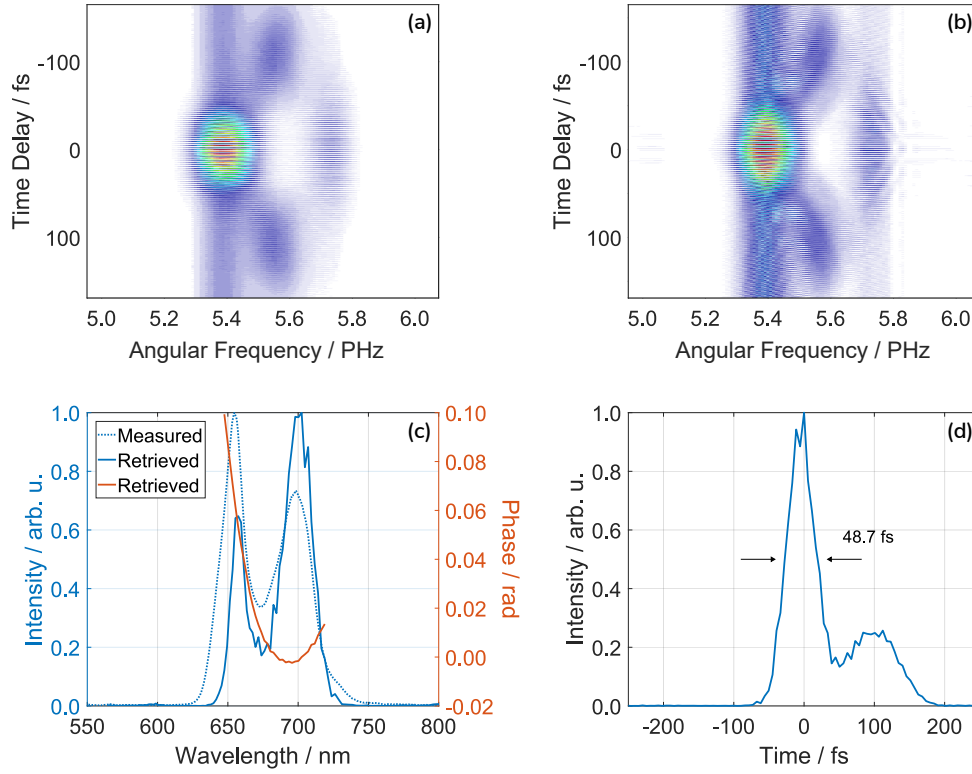 (a)
Time Delay / fs
-100
0
100
5.0 5.2 5.4 5.6 5.8 6.0
Angular Frequency / PHz
(b)
Time Delay / fs
-100
0
100
5.0 5.2 5.4 5.6 5.8 6.0
Angular Frequency / PHz
(c)
Intensity / arb. u.
1.0
0.8
0.6
0.4
0.2
0.0
Measured
Retrieved
Retrieved
0.10
0.08
0.06
0.04
0.02
0.00
-0.02
Phase / rad
550 600 650 700 750 800
Wavelength / nm
(d)
Intensity / arb. u.
1.0
0.8
0.6
0.4
0.2
0.0
48.7 fs
-200 -100 0 100 200
Time / fs